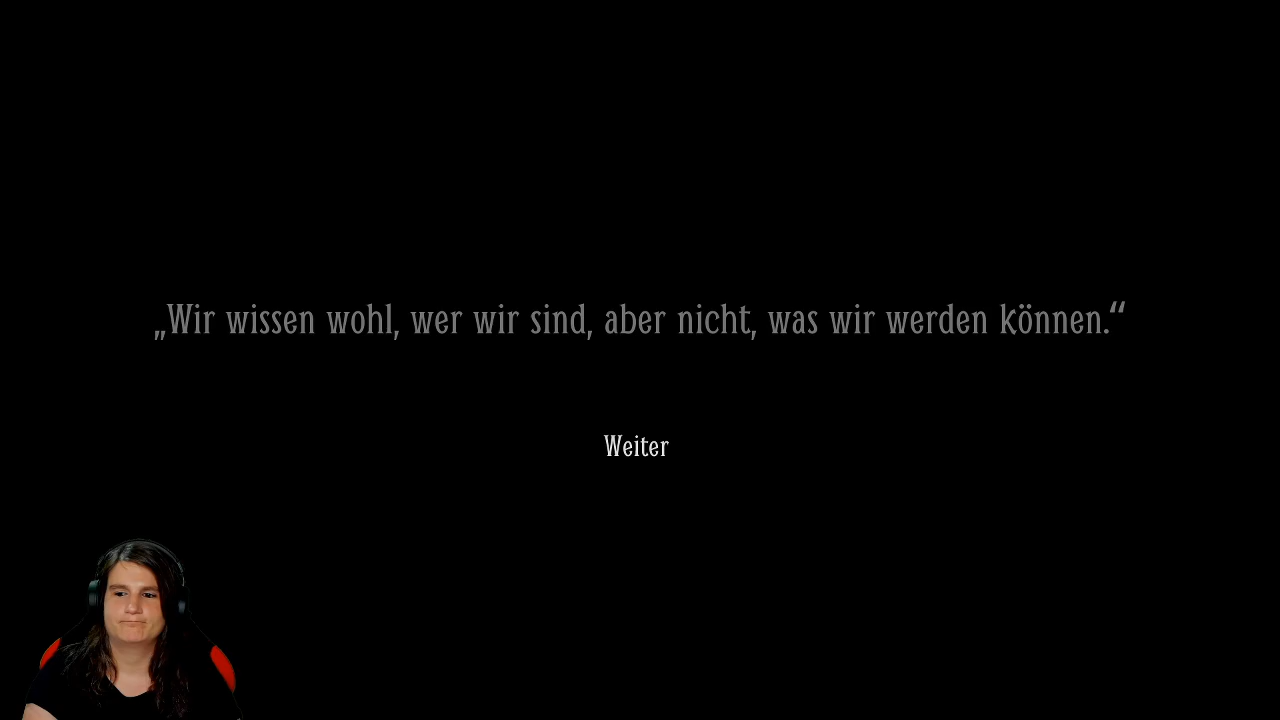 „Wir wissen wohl, wer wir sind, aber nicht, was wir werden können.“
Weiter